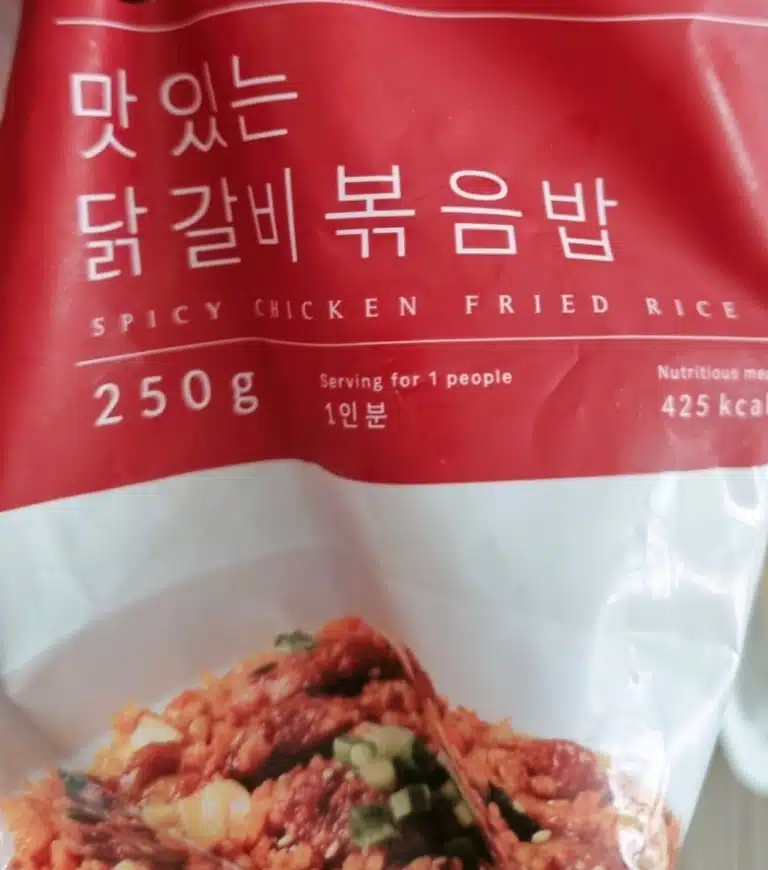 맛있는
닭갈비볶음밥
SPICY CHICKEN FRIED RICE
250g
Serving for 1 people
1인분
Nutritious
425 kcal